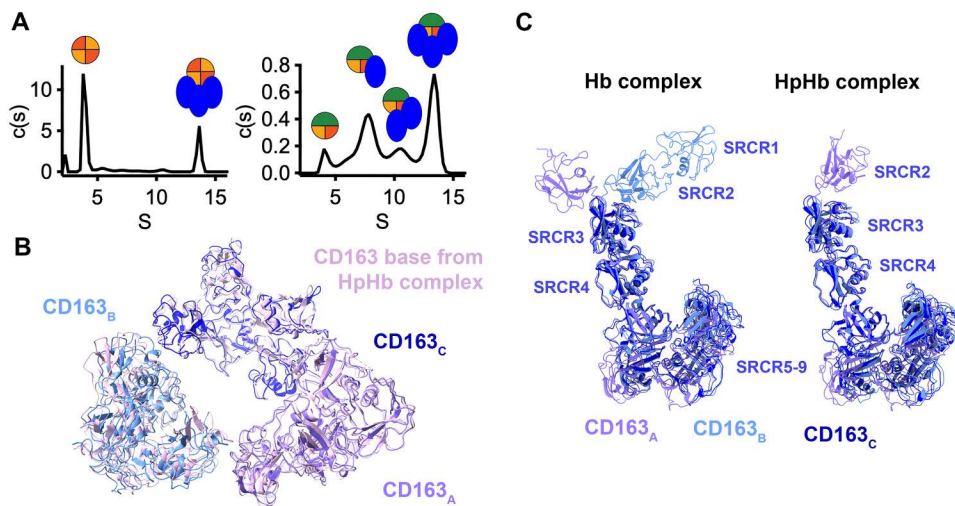 A
c(s)
10
5
0
5
10
15
S
c(s)
0.8
0.6
0.4
0.2
0.0
5
10
15
S
B
CD163 base from
HpHb complex
CD163B
CD163C
CD163A
C
Hb complex
HpHb complex
SRCR1
SRCR2
SRCR3
SRCR4
SRCR5-9
CD163A
CD163B
SRCR2
SRCR3
SRCR4
CD163C